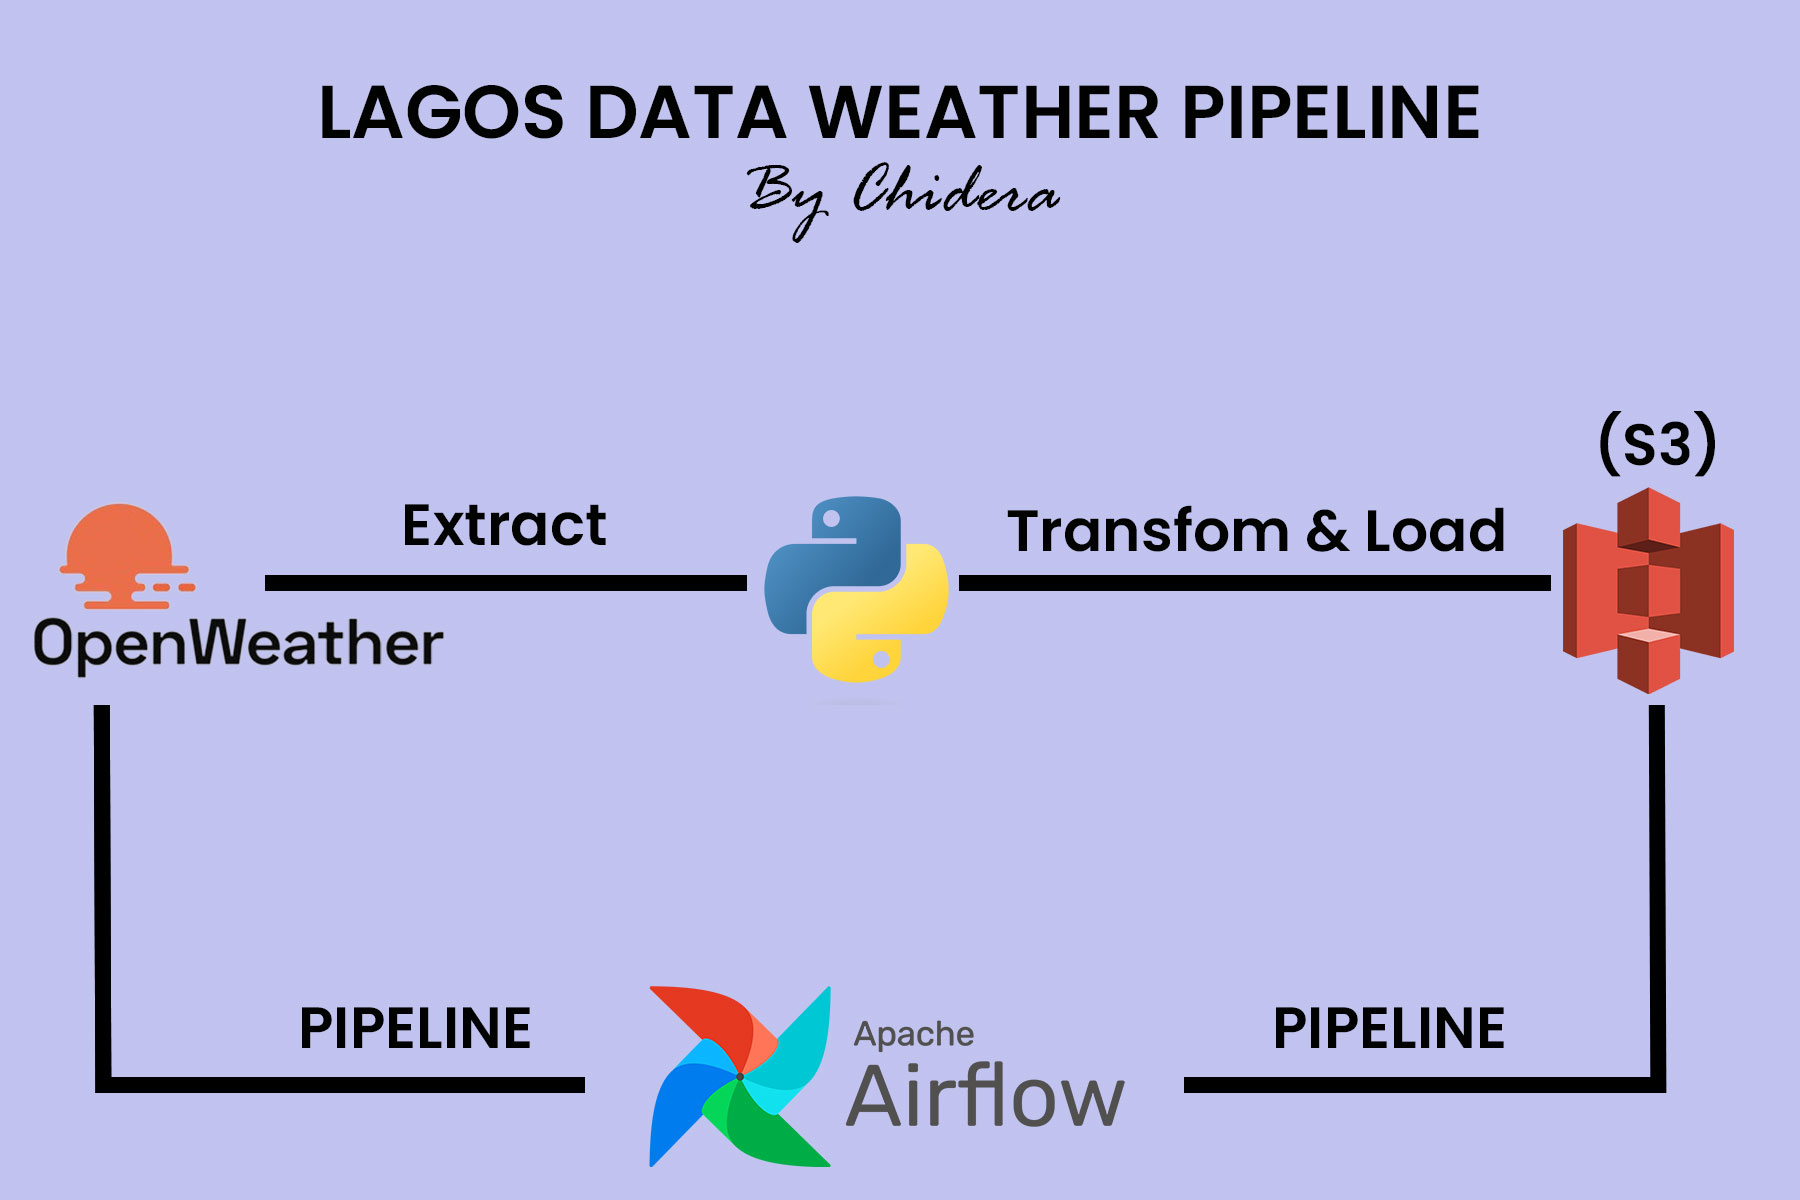 LAGOS DATA WEATHER PIPELINE
By Chidera
(S3)
Extract
Transfom & Load
OpenWeather
PIPELINE
Apache
Airflow
PIPELINE